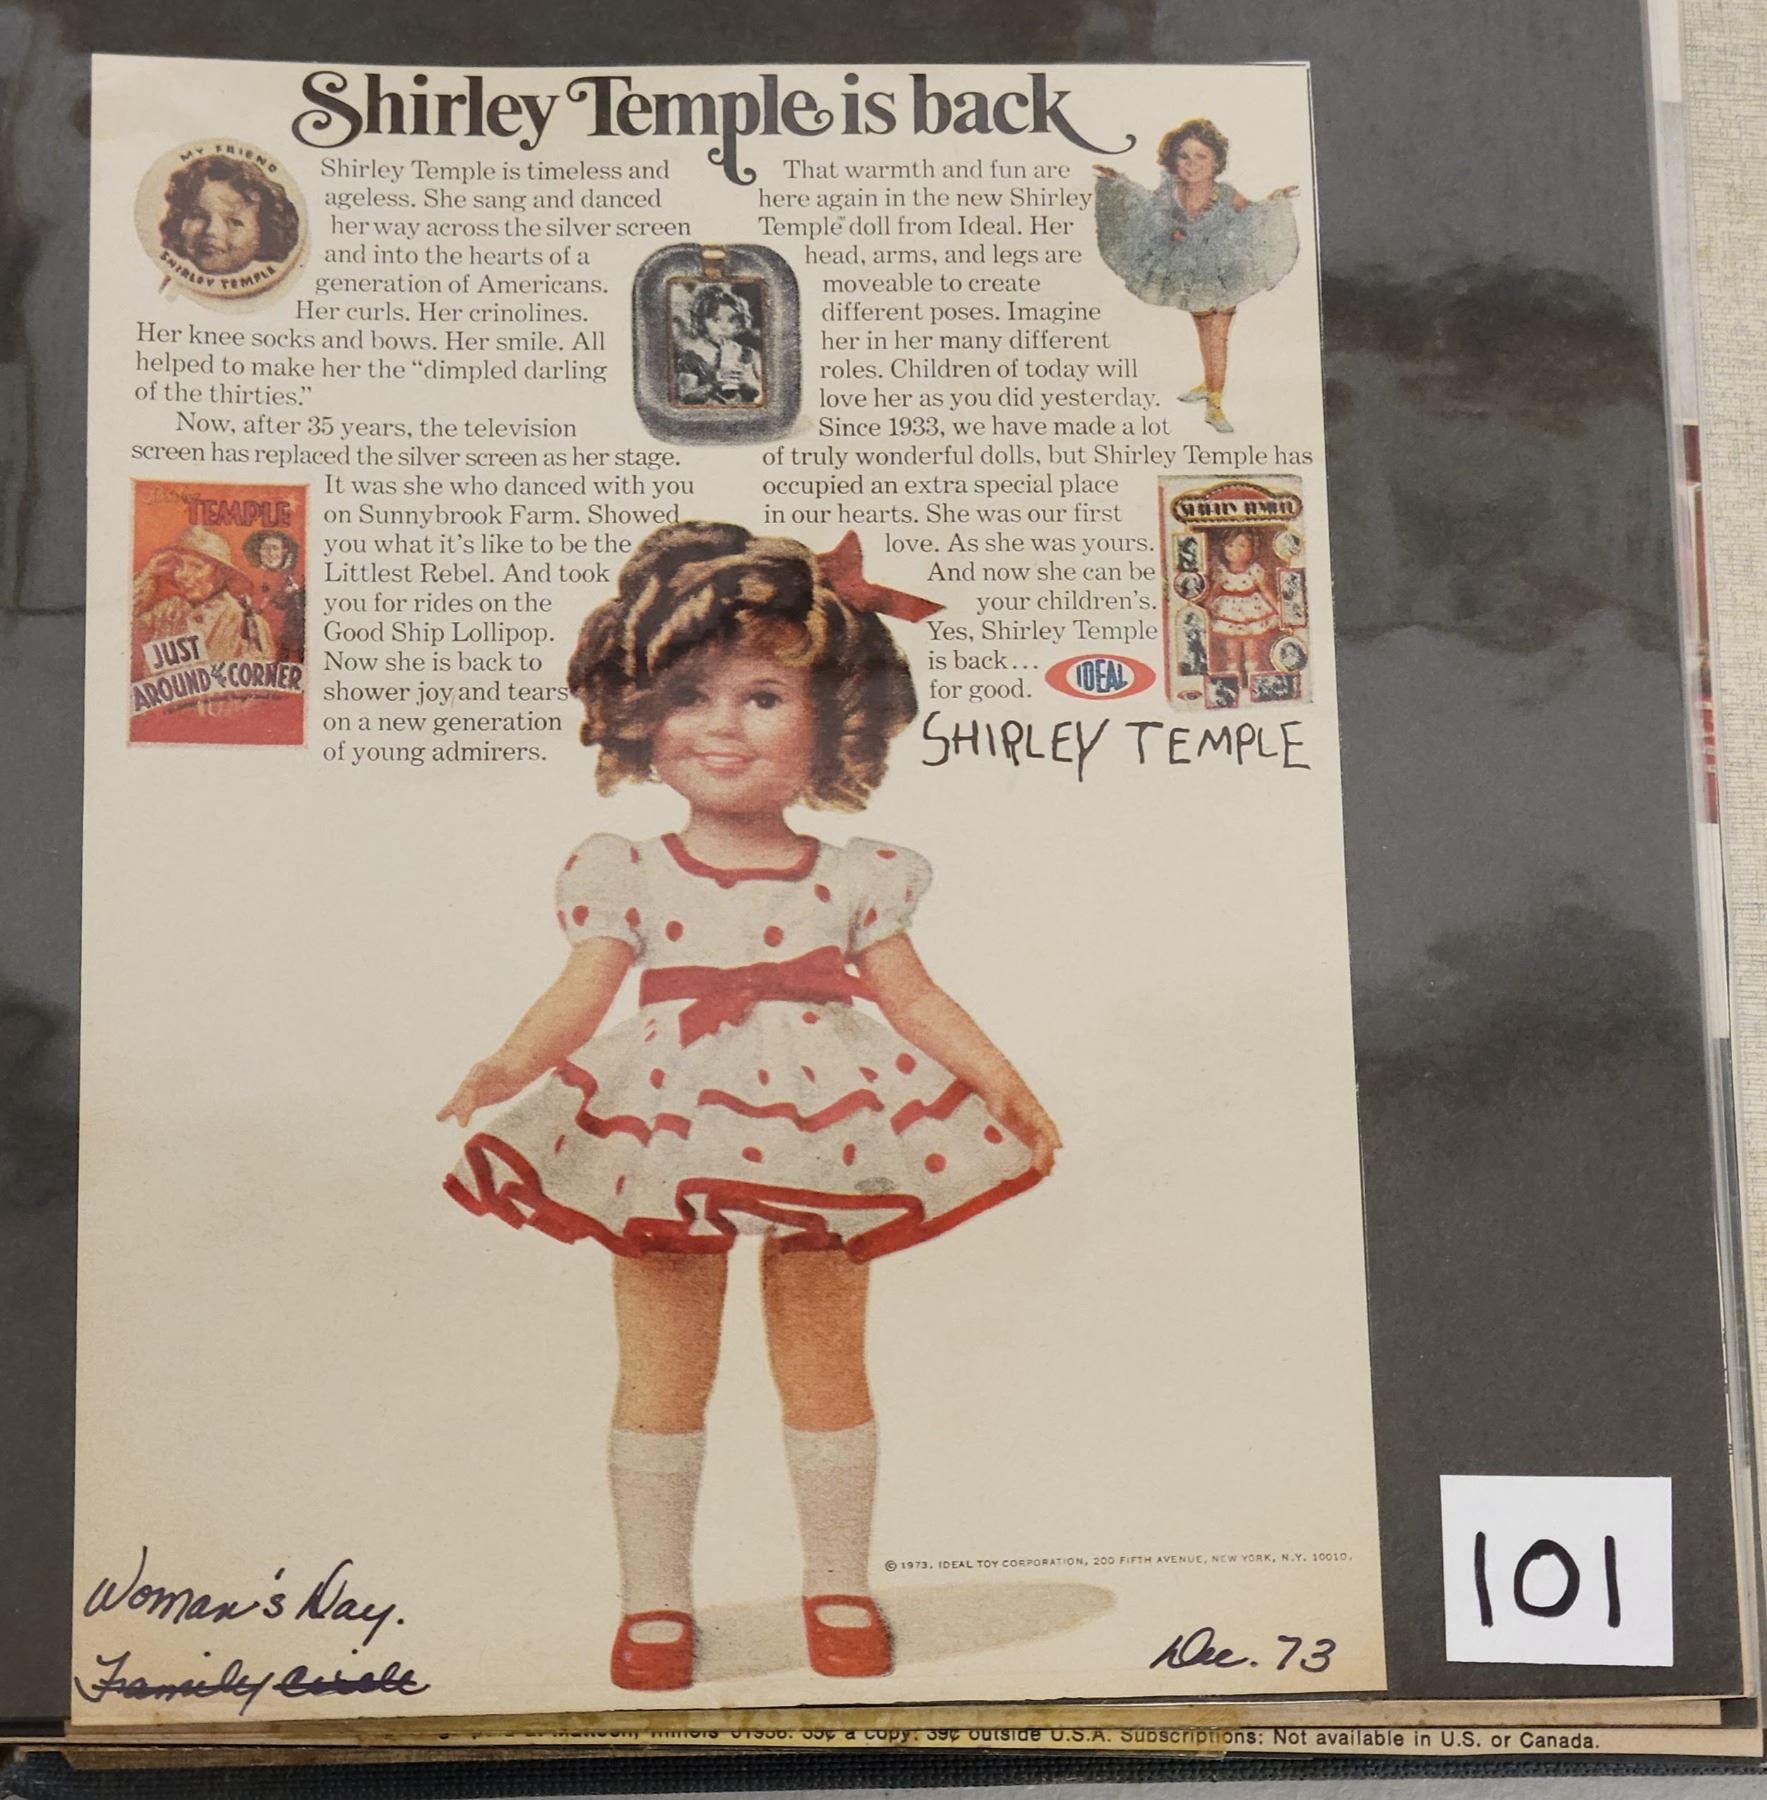 Shirley Temple is back
MY FRIEND
SHIRLEY TEMPLE
Shirley Temple is timeless and
ageless. She sang and danced
her way across the silver screen
and into the hearts of a
generation of Americans.
Her curls. Her crinolines.
Her knee socks and bows. Her smile. All
helped to make her the “dimpled darling
of the thirties.”
Now, after 35 years, the television
screen has replaced the silver screen as her stage.
It was she who danced with you
on Sunnybrook Farm. Showed
you what it's like to be the
Littlest Rebel. And took
you for rides on the
Good Ship Lollipop.
Now she is back to
shower joy and tears
on a new generation
of young admirers.
TEMPLE
JUST
AROUND the CORNER
That warmth and fun are
here again in the new Shirley
Temple™ doll from Ideal. Her
head, arms, and legs are
moveable to create
different poses. Imagine
her in her many different
roles. Children of today will
love her as you did yesterday.
Since 1933, we have made a lot
of truly wonderful dolls, but Shirley Temple has
occupied an extra special place
in our hearts. She was our first
love. As she was yours.
And now she can be
your children's.
Yes, Shirley Temple
is back...
for good.
IDEAL
SHIRLEY TEMPLE
SHIRLEY TEMPLE
© 1973, IDEAL TOY CORPORATION, 200 FIFTH AVENUE, NEW YORK, N.Y. 10010.
Woman's Day.
Family Circle
Dec. 73
101
Illinois 61938. 35¢ a copy. 39¢ outside U.S.A. Subscriptions: Not available in U.S. or Canada.